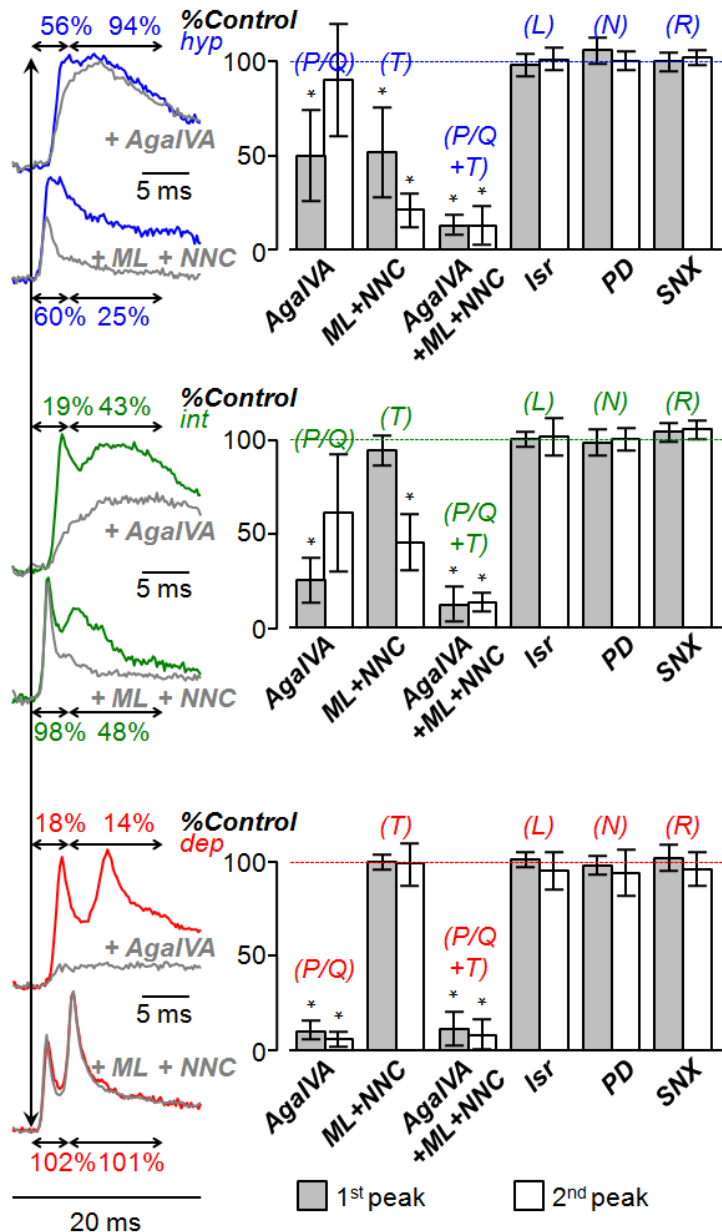 56% 94% %Control
hyp
+ AgaIVA
5 ms
+ ML + NNC
60% 25%
100
50
0
(P/Q) (T) (P/Q
+T) (L) (N) (R)
* * * * *
AgaIVA
ML+NNC
AgaIVA
+ML+NNC
Isr
PD
SNX
19% 43% %Control
int
+ AgaIVA
5 ms
+ ML + NNC
98% 48%
100
50
0
(P/Q) (T) (P/Q
+T) (L) (N) (R)
* * * *
AgaIVA
ML+NNC
AgaIVA
+ML+NNC
Isr
PD
SNX
18% 14% %Control
dep
+ AgaIVA
5 ms
+ ML + NNC
102% 101%
100
50
0
(P/Q) (T) (P/Q
+T) (L) (N) (R)
* * * *
AgaIVA
ML+NNC
AgaIVA
+ML+NNC
Isr
PD
SNX
20 ms
1st peak 2nd peak